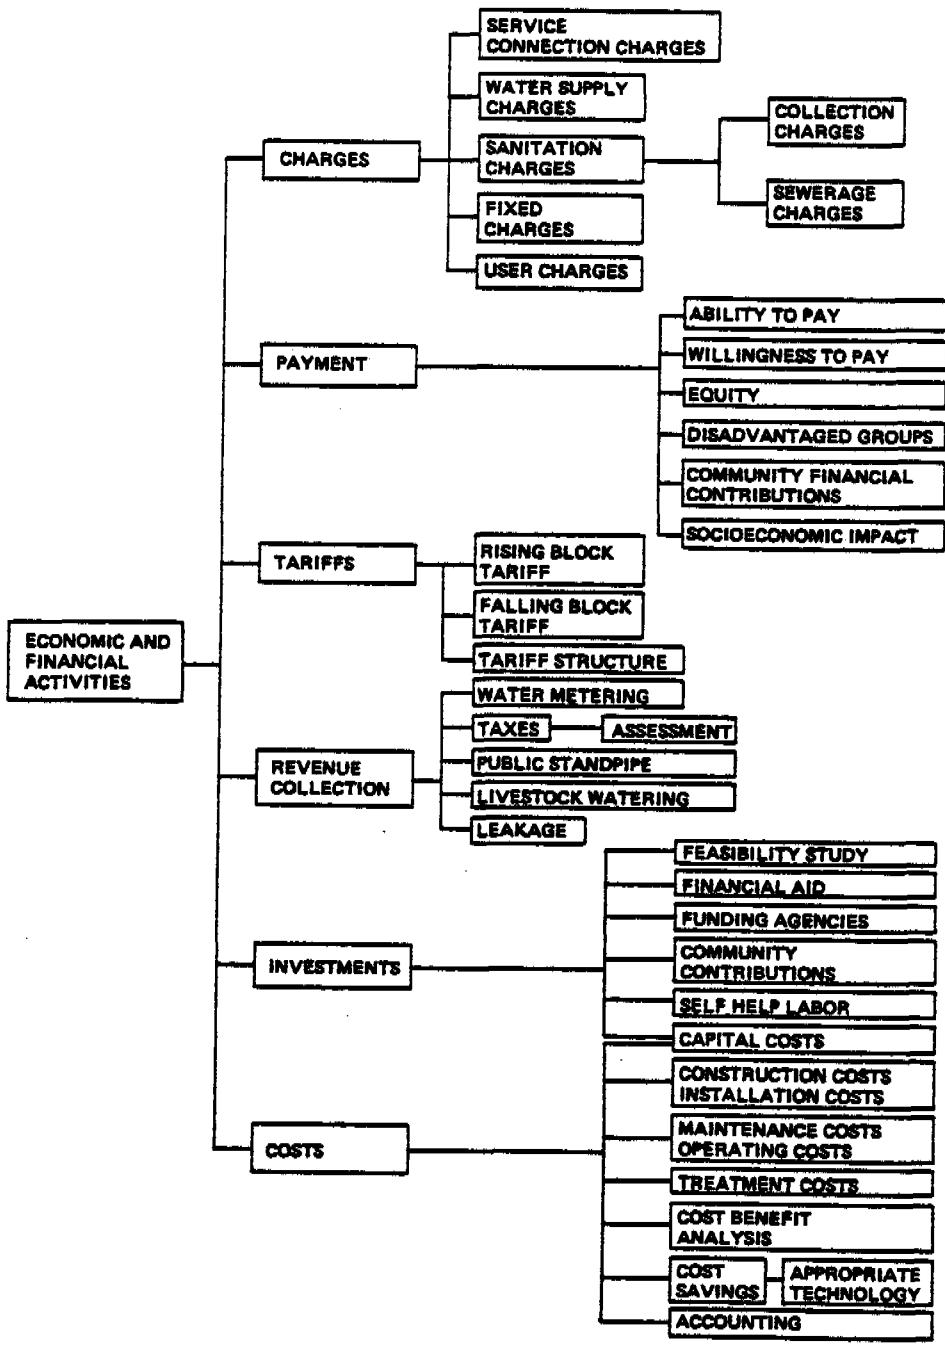 ECONOMIC AND
FINANCIAL
ACTIVITIES
CHARGES
SERVICE
CONNECTION CHARGES
WATER SUPPLY
CHARGES
SANITATION
CHARGES
COLLECTION
CHARGES
SEWERAGE
CHARGES
FIXED
CHARGES
USER CHARGES
PAYMENT
ABILITY TO PAY
WILLINGNESS TO PAY
EQUITY
DISADVANTAGED GROUPS
COMMUNITY FINANCIAL
CONTRIBUTIONS
SOCIOECONOMIC IMPACT
TARIFFS
RISING BLOCK
TARIFF
FALLING BLOCK
TARIFF
TARIFF STRUCTURE
REVENUE
COLLECTION
WATER METERING
TAXES
ASSESSMENT
PUBLIC STANDPIPE
LIVESTOCK WATERING
LEAKAGE
INVESTMENTS
FEASIBILITY STUDY
FINANCIAL AID
FUNDING AGENCIES
COMMUNITY
CONTRIBUTIONS
SELF HELP LABOR
CAPITAL COSTS
COSTS
CONSTRUCTION COSTS
INSTALLATION COSTS
MAINTENANCE COSTS
OPERATING COSTS
TREATMENT COSTS
COST BENEFIT
ANALYSIS
COST
SAVINGS
APPROPRIATE
TECHNOLOGY
ACCOUNTING